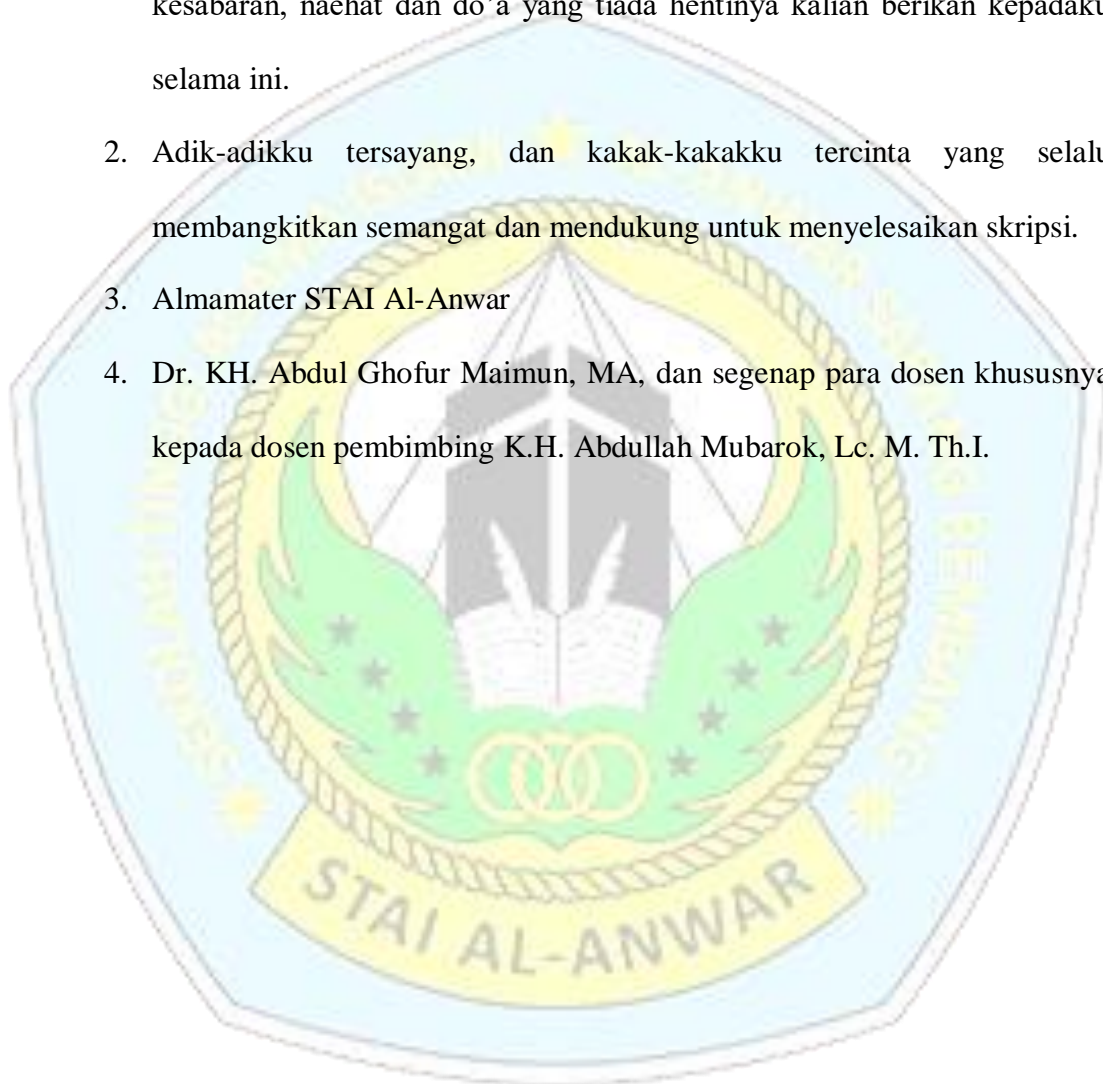 kesabaran, naehat dan do'a yang tiada hentinya kalian berikan kepadaku
selama ini.
2. Adik-adikku tersayang, dan kakak-kakakku tercinta yang selalu
membangkitkan semangat dan mendukung untuk menyelesaikan skripsi.
3. Almamater STAI Al-Anwar
4. Dr. KH. Abdul Ghofur Maimun, MA, dan segenap para dosen khususnya
kepada dosen pembimbing K.H. Abdullah Mubarok, Lc. M. Th.I.
STAI AL-ANWAR